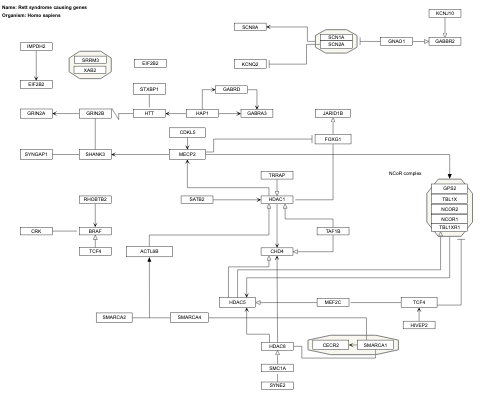 Name: Rett syndrome causing genes
Organism: Homo sapiens
KCNJ10
SCN8A
SCN1A
SCN2A
GNAO1
GABBR2
IMPDH2
SRRM3
XAB2
EIF2B2
KCNQ2
EIF2B2
STXBP1
GABRD
GRIN2A
GRIN2B
HTT
HAP1
GABRA3
JARID1B
CDKL5
FOXG1
SYNGAP1
SHANK3
MECP2
NCoR complex
TRRAP
GPS2
TBL1X
NCOR2
NCOR1
TBL1XR1
RHOBTB2
SATB2
HDAC1
CRK
BRAF
TAF1B
TCF4
ACTL6B
CHD4
HDAC5
MEF2C
TCF4
SMARCA2
SMARCA4
HIVEP2
HDAC8
CECR2
SMARCA1
SMC1A
SYNE2